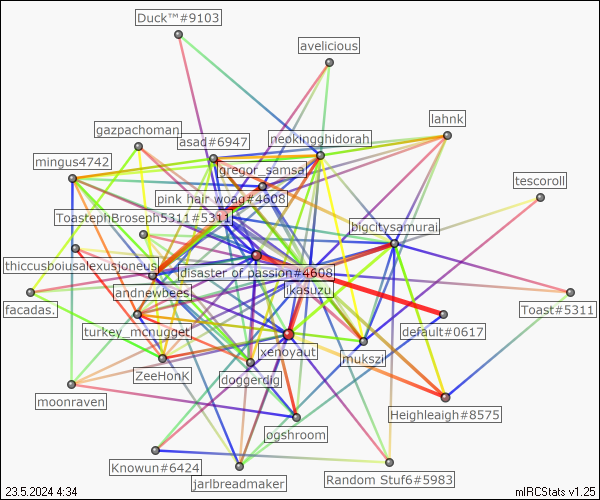 Duck™#9103
avelicious
lahnk
gazpachoman
asad#6947
neokingghidorah
mingus4742
gregor_samsa
tescoroll
pink hair woag#4608
ToastephBroseph5311#5311
bigcitysamurai
thiccusboiusalexusjoneus
disaster of passion#4608
andnewbees
ikasuzu
facadas.
Toast#5311
turkey_mcnugget
default#0617
xenoyaut
mukszi
ZeeHonK
doggerdig
moonraven
Heighleaigh#8575
ogshroom
Knowun#6424
jarlbreadmaker
Random Stuf6#5983
23.5.2024 4:34
mIRCStats v1.25